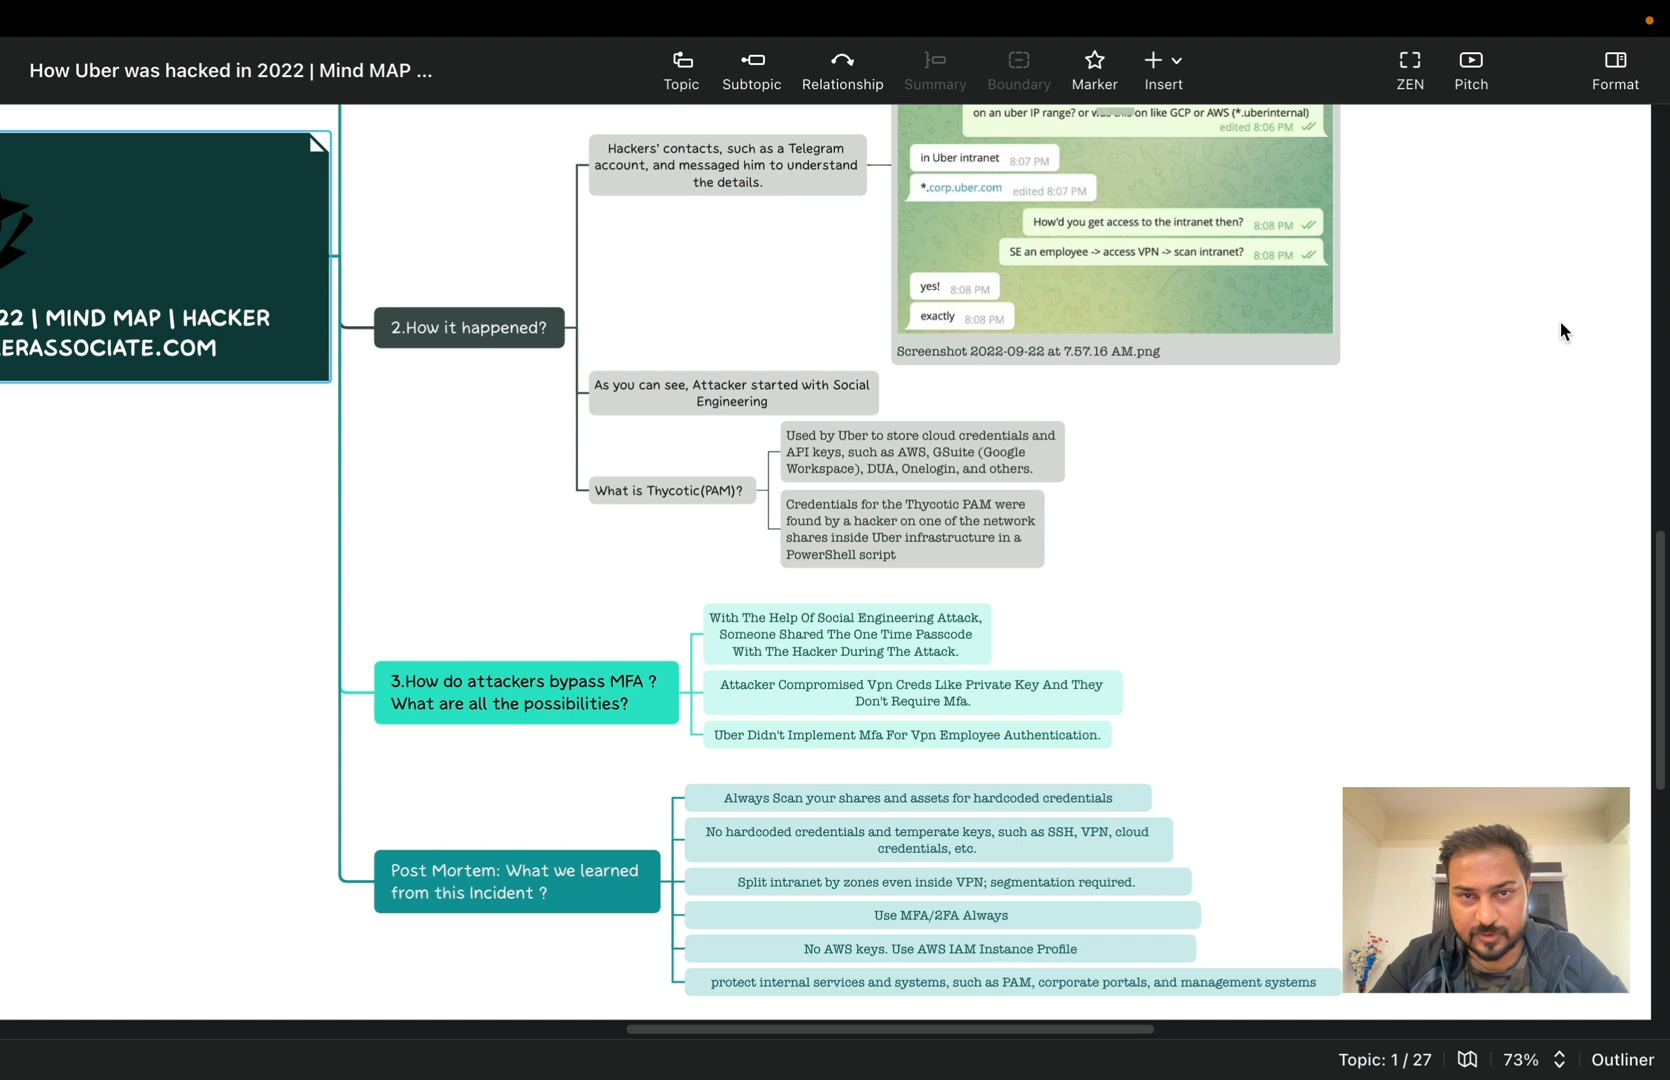 How Uber was hacked in 2022 | Mind MAP ...
Topic
Subtopic
Relationship
Summary
Boundary
Marker
Insert
ZEN
Pitch
Format
22 | MIND MAP | HACKER
ERASSOCIATE.COM
2.How it happened?
Hackers' contacts, such as a Telegram
account, and messaged him to understand
the details.
on an uber IP range? or was this on like GCP or AWS (*.uberinternal)
edited 8:06 PM
in Uber intranet 8:07 PM
*.corp.uber.com edited 8:07 PM
How'd you get access to the intranet then? 8:08 PM
SE an employee -> access VPN -> scan intranet? 8:08 PM
yes! 8:08 PM
exactly 8:08 PM
Screenshot 2022-09-22 at 7.57.16 AM.png
As you can see, Attacker started with Social
Engineering
What is Thycotic(PAM)?
Used by Uber to store cloud credentials and
API keys, such as AWS, GSuite (Google
Workspace), DUA, Onelogin, and others.
Credentials for the Thycotic PAM were
found by a hacker on one of the network
shares inside Uber infrastructure in a
PowerShell script
3.How do attackers bypass MFA ?
What are all the possibilities?
With The Help Of Social Engineering Attack,
Someone Shared The One Time Passcode
With The Hacker During The Attack.
Attacker Compromised Vpn Creds Like Private Key And They
Don't Require Mfa.
Uber Didn't Implement Mfa For Vpn Employee Authentication.
Post Mortem: What we learned
from this Incident ?
Always Scan your shares and assets for hardcoded credentials
No hardcoded credentials and temperate keys, such as SSH, VPN, cloud
credentials, etc.
Split intranet by zones even inside VPN; segmentation required.
Use MFA/2FA Always
No AWS keys. Use AWS IAM Instance Profile
protect internal services and systems, such as PAM, corporate portals, and management systems
Topic: 1 / 27
73%
Outliner